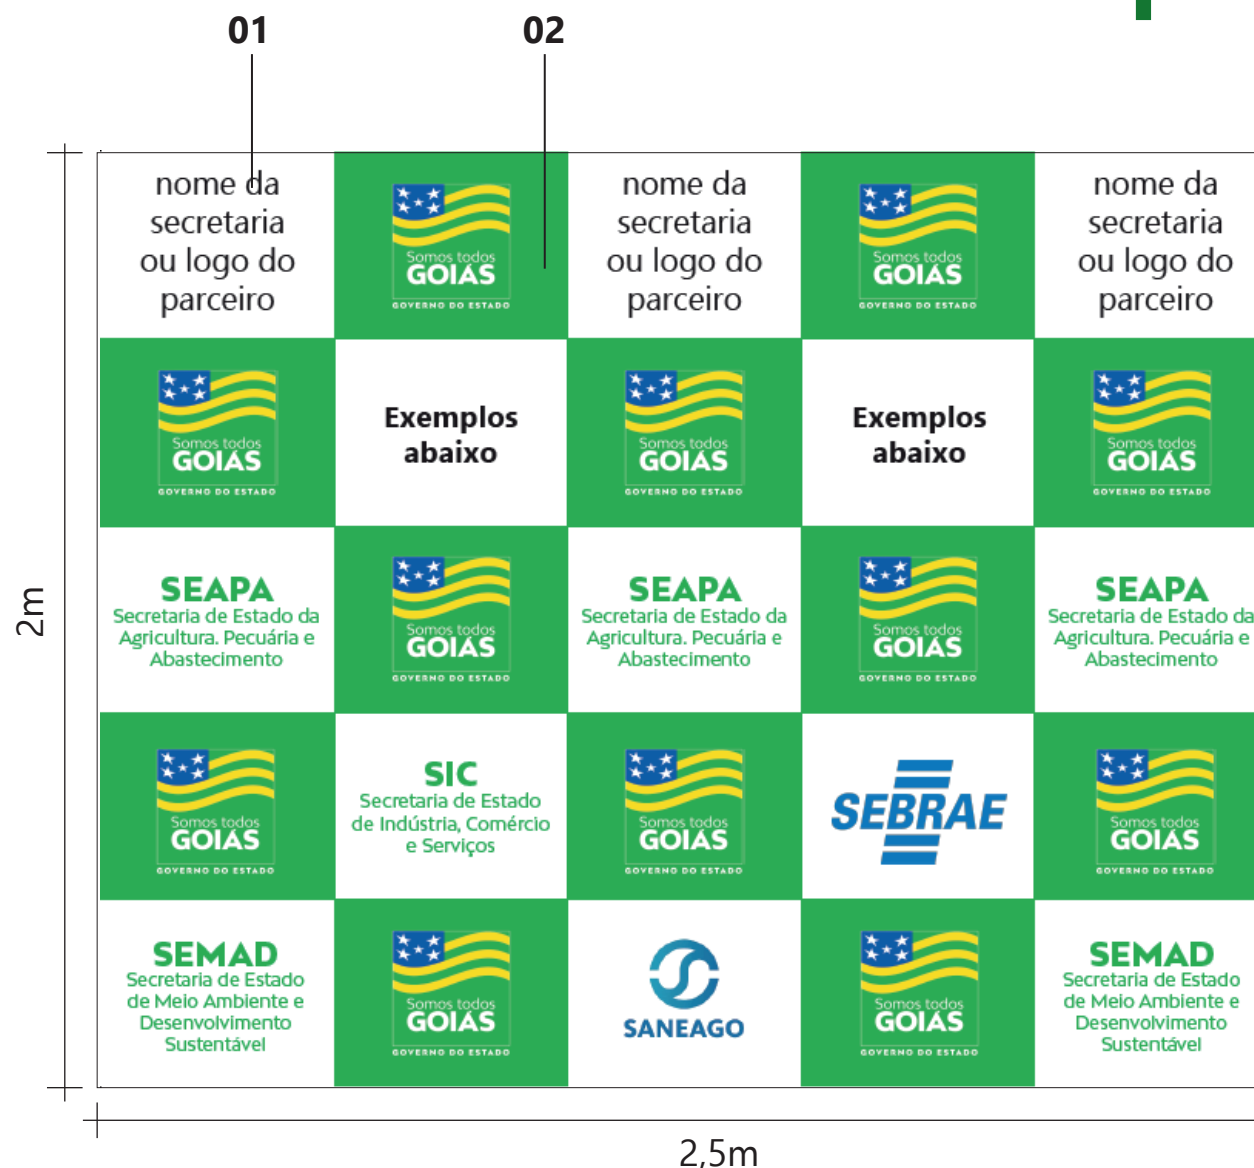 01
02
nome da
secretaria
ou logo do
parceiro
Somos todos
GOIÁS
GOVERNO DO ESTADO
nome da
secretaria
ou logo do
parceiro
Somos todos
GOIÁS
GOVERNO DO ESTADO
nome da
secretaria
ou logo do
parceiro
Somos todos
GOIÁS
GOVERNO DO ESTADO
Exemplos
abaixo
Somos todos
GOIÁS
GOVERNO DO ESTADO
Exemplos
abaixo
Somos todos
GOIÁS
GOVERNO DO ESTADO
2m
SEAPA
Secretaria de Estado da
Agricultura. Pecuária e
Abastecimento
Somos todos
GOIÁS
GOVERNO DO ESTADO
SEAPA
Secretaria de Estado da
Agricultura. Pecuária e
Abastecimento
Somos todos
GOIÁS
GOVERNO DO ESTADO
SEAPA
Secretaria de Estado da
Agricultura. Pecuária e
Abastecimento
Somos todos
GOIÁS
GOVERNO DO ESTADO
SIC
Secretaria de Estado
de Indústria, Comércio
e Serviços
Somos todos
GOIÁS
GOVERNO DO ESTADO
SEBRAE
Somos todos
GOIÁS
GOVERNO DO ESTADO
SEMAD
Secretaria de Estado
de Meio Ambiente e
Desenvolvimento
Sustentável
Somos todos
GOIÁS
GOVERNO DO ESTADO
SANEAGO
Somos todos
GOIÁS
GOVERNO DO ESTADO
SEMAD
Secretaria de Estado
de Meio Ambiente e
Desenvolvimento
Sustentável
2,5m